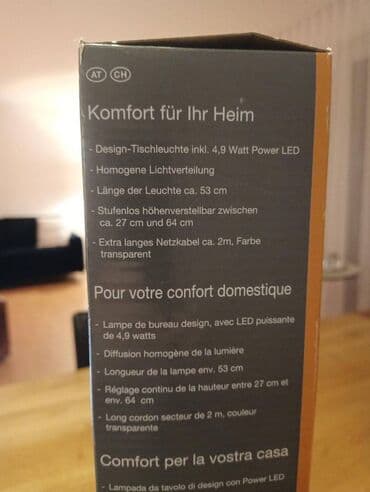 AT CH
Komfort für Ihr Heim
- Design-Tischleuchte inkl. 4,9 Watt Power LED
- Homogene Lichtverteilung
- Länge der Leuchte ca. 53 cm
- Stufenlos höhenverstellbar zwischen
ca. 27 cm und 64 cm
- Extra langes Netzkabel ca. 2m, Farbe
transparent
Pour votre confort domestique
- Lampe de bureau design, avec LED puissante
de 4,9 watts
- Diffusion homogène de la lumière
- Longueur de la lampe env. 53 cm
- Réglage continu de la hauteur entre 27 cm et
env. 64 cm
- Long cordon secteur de 2 m, couleur
transparente
Comfort per la vostra casa
- Lampada da tavolo di design con Power LED